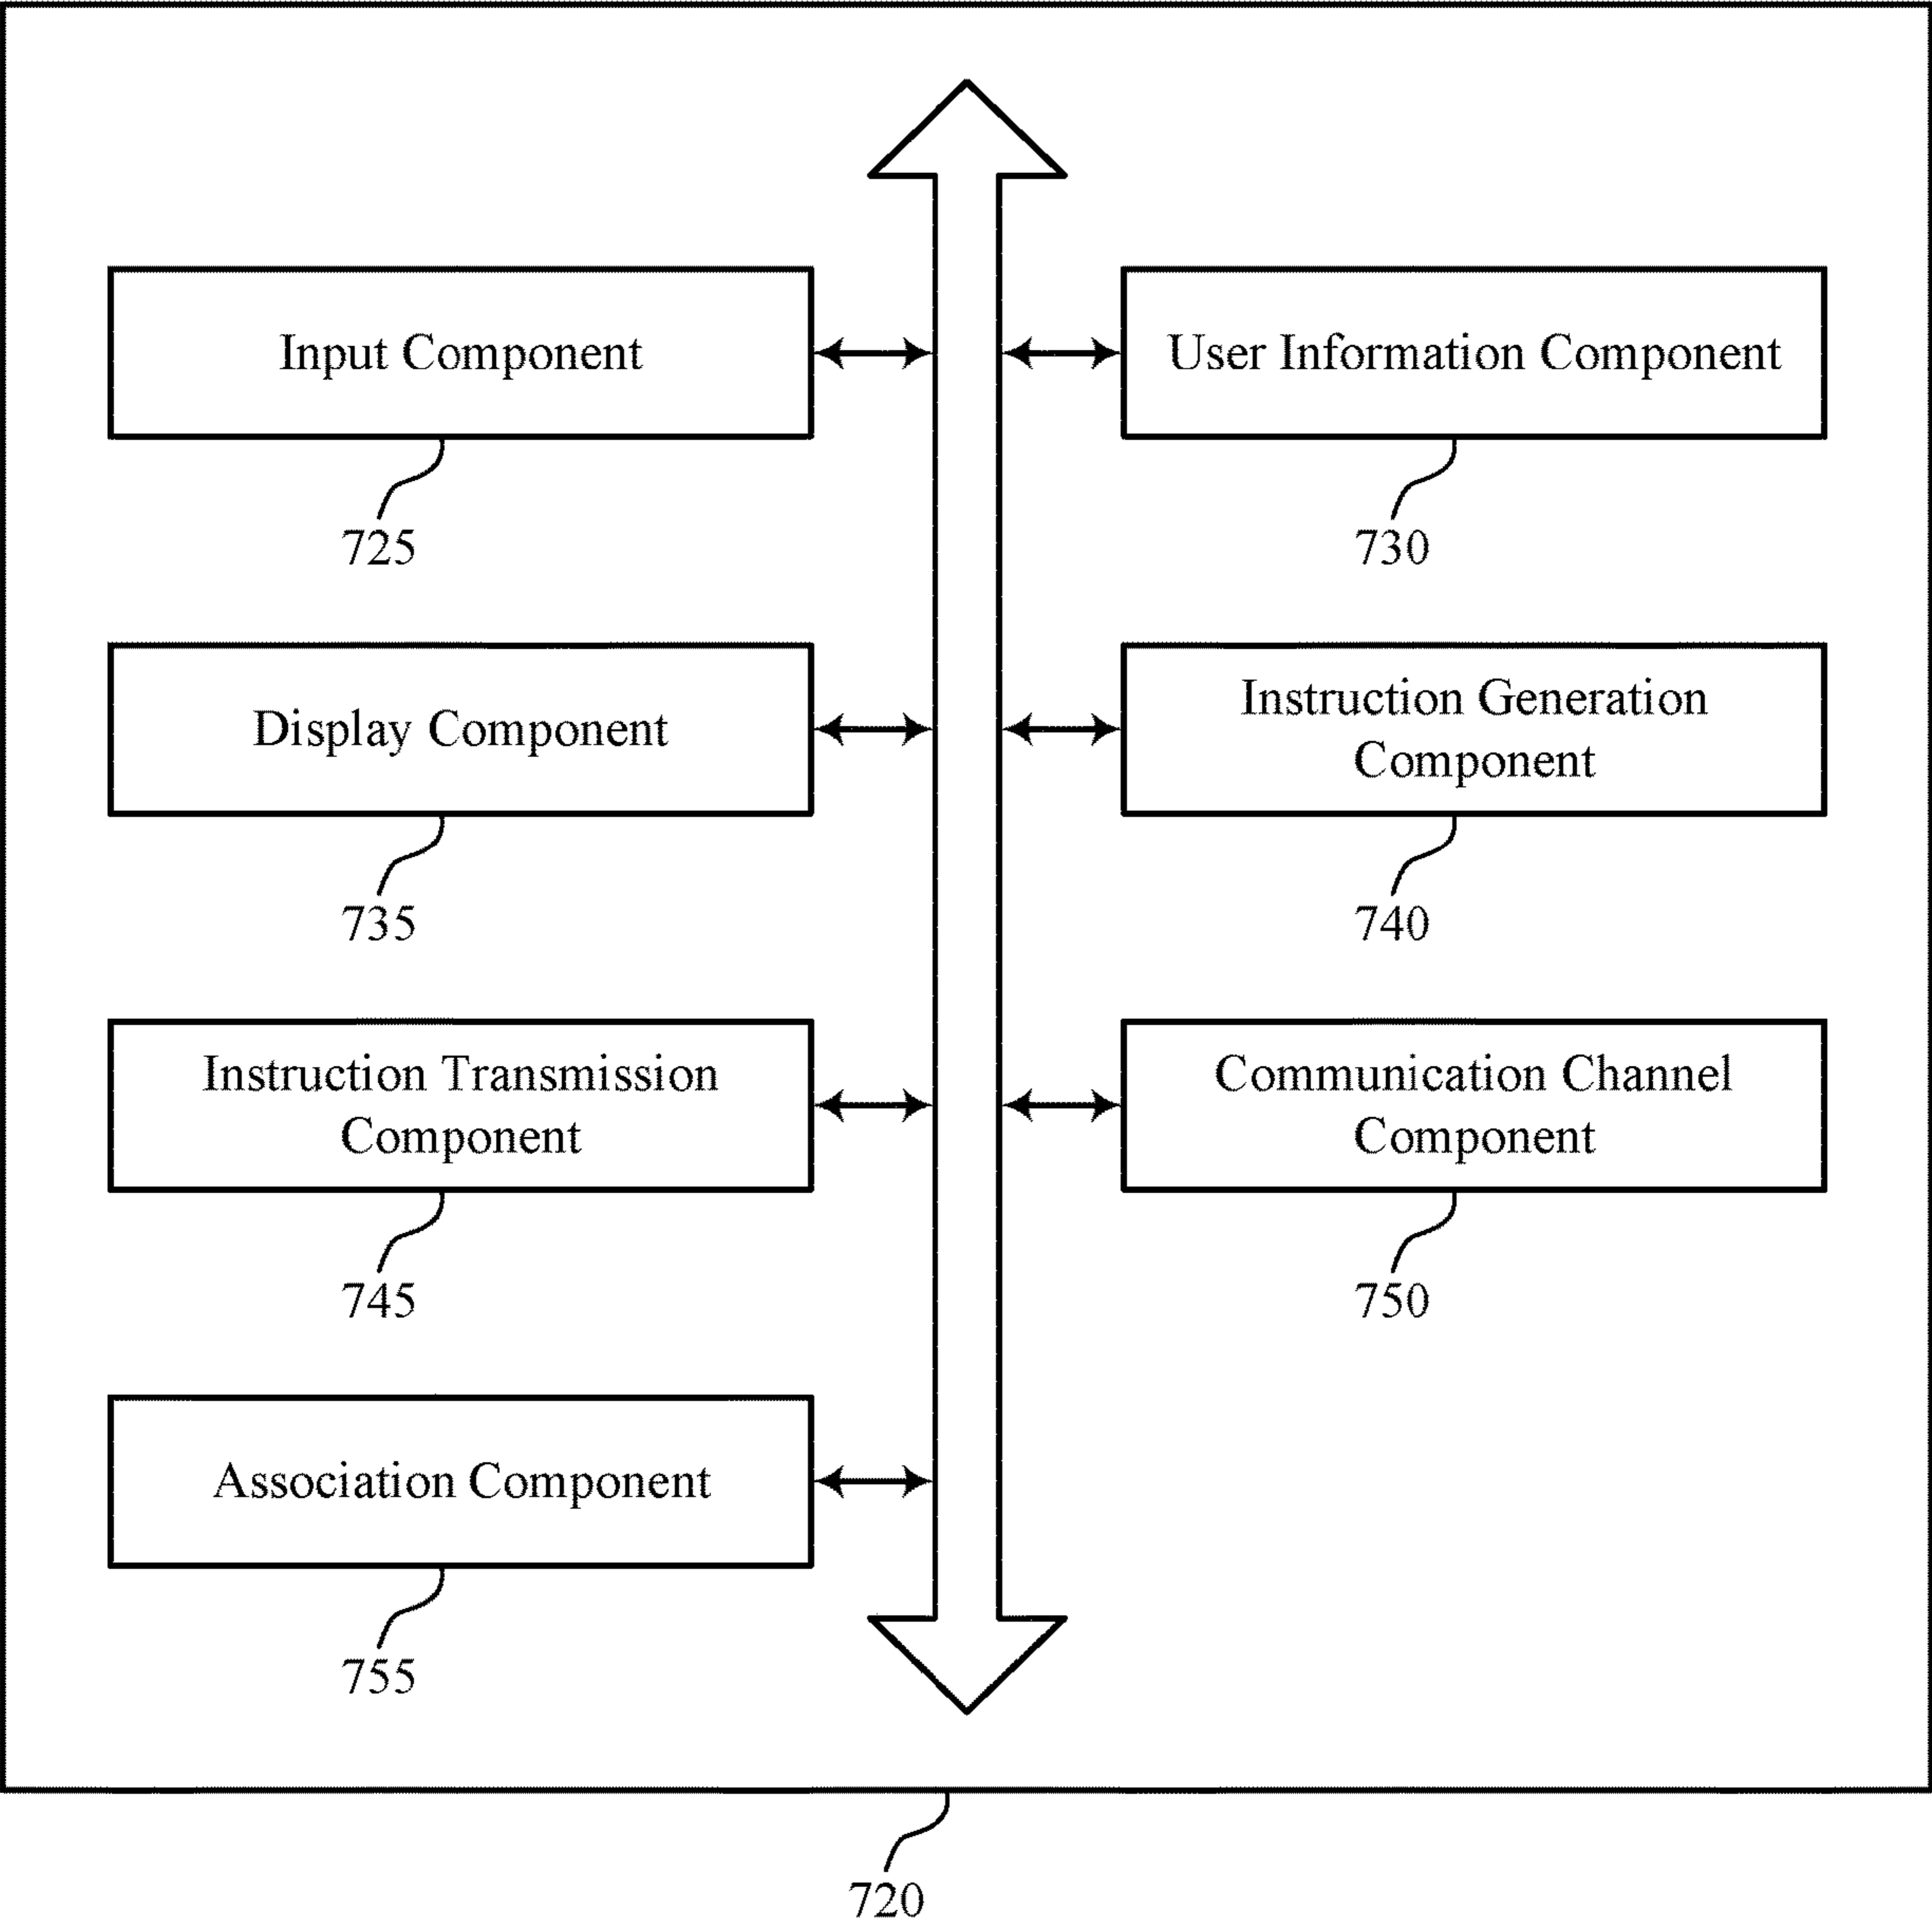 Input Component
725
User Information Component
730
Display Component
735
Instruction Generation
Component
740
Instruction Transmission
Component
745
Communication Channel
Component
750
Association Component
755
720